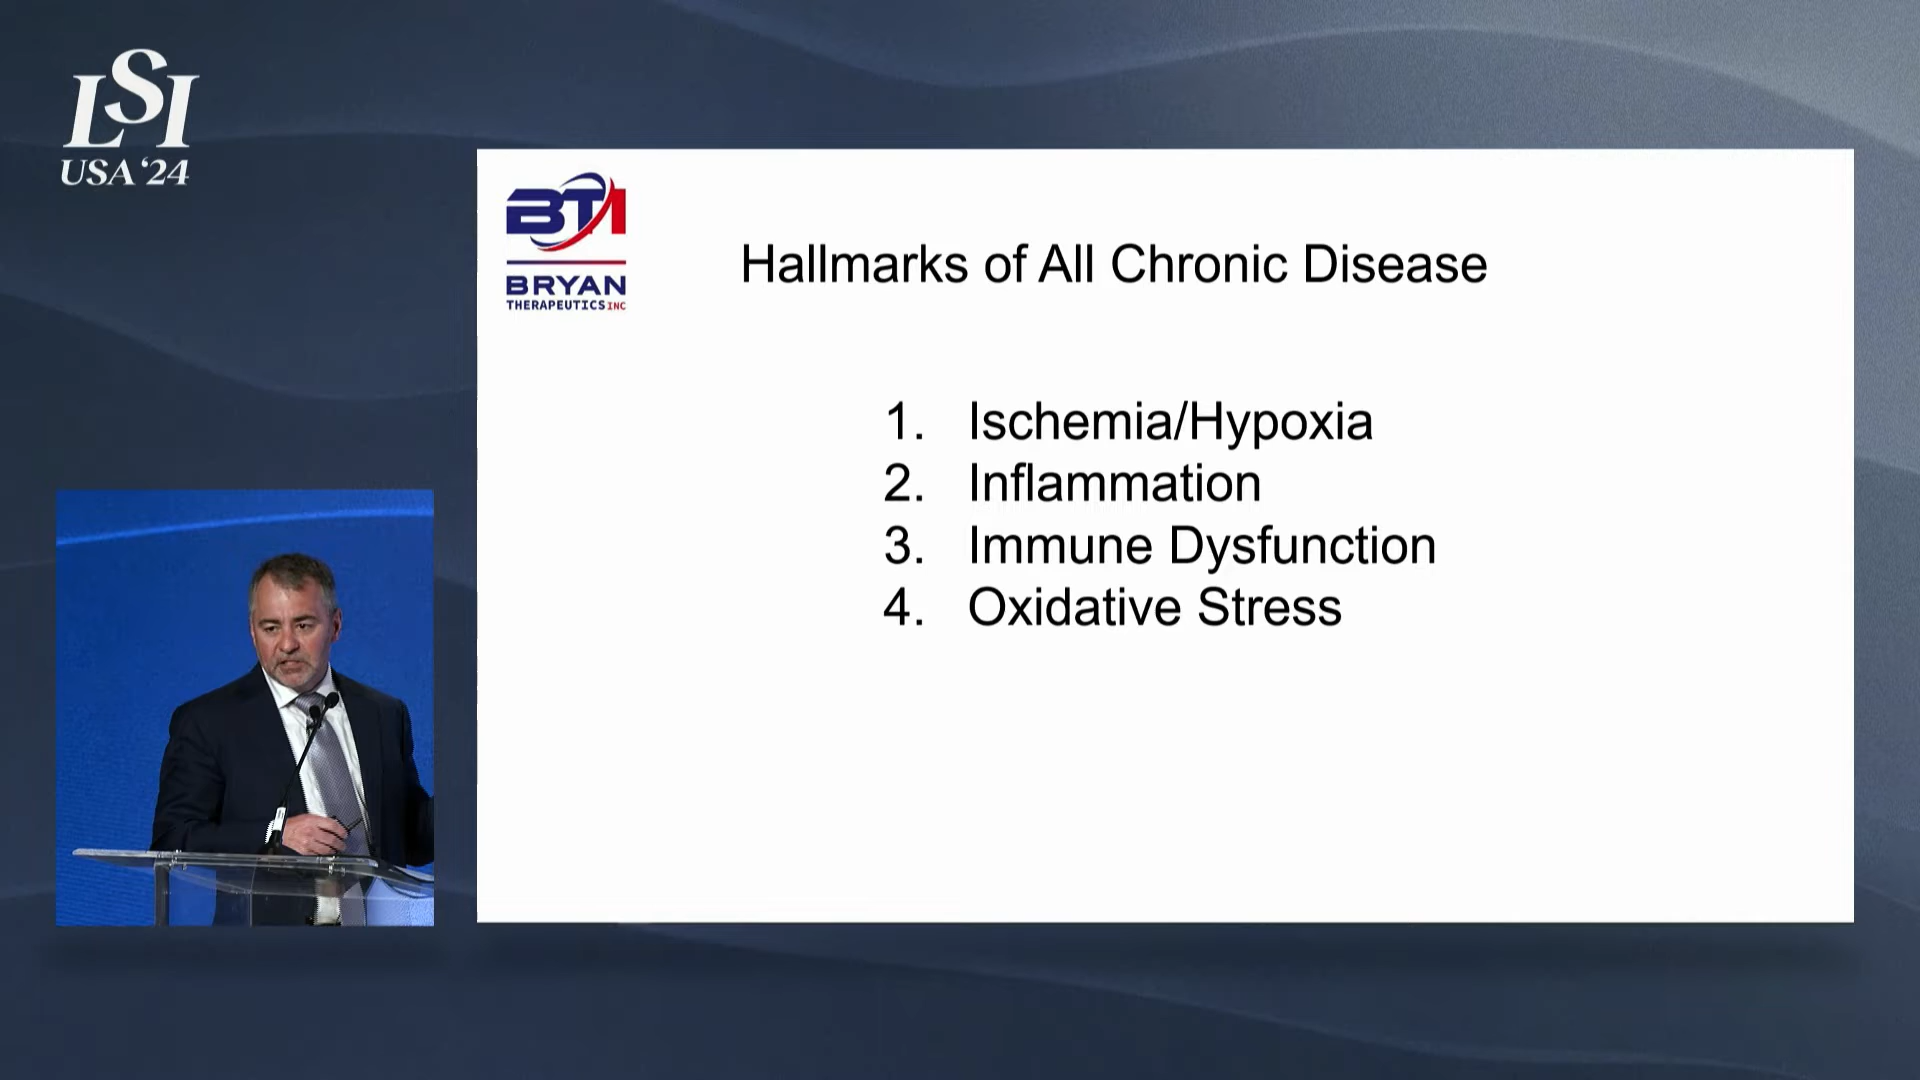 LSI
USA '24
BTI
BRYAN
THERAPEUTICS INC
Hallmarks of All Chronic Disease
1. Ischemia/Hypoxia
2. Inflammation
3. Immune Dysfunction
4. Oxidative Stress